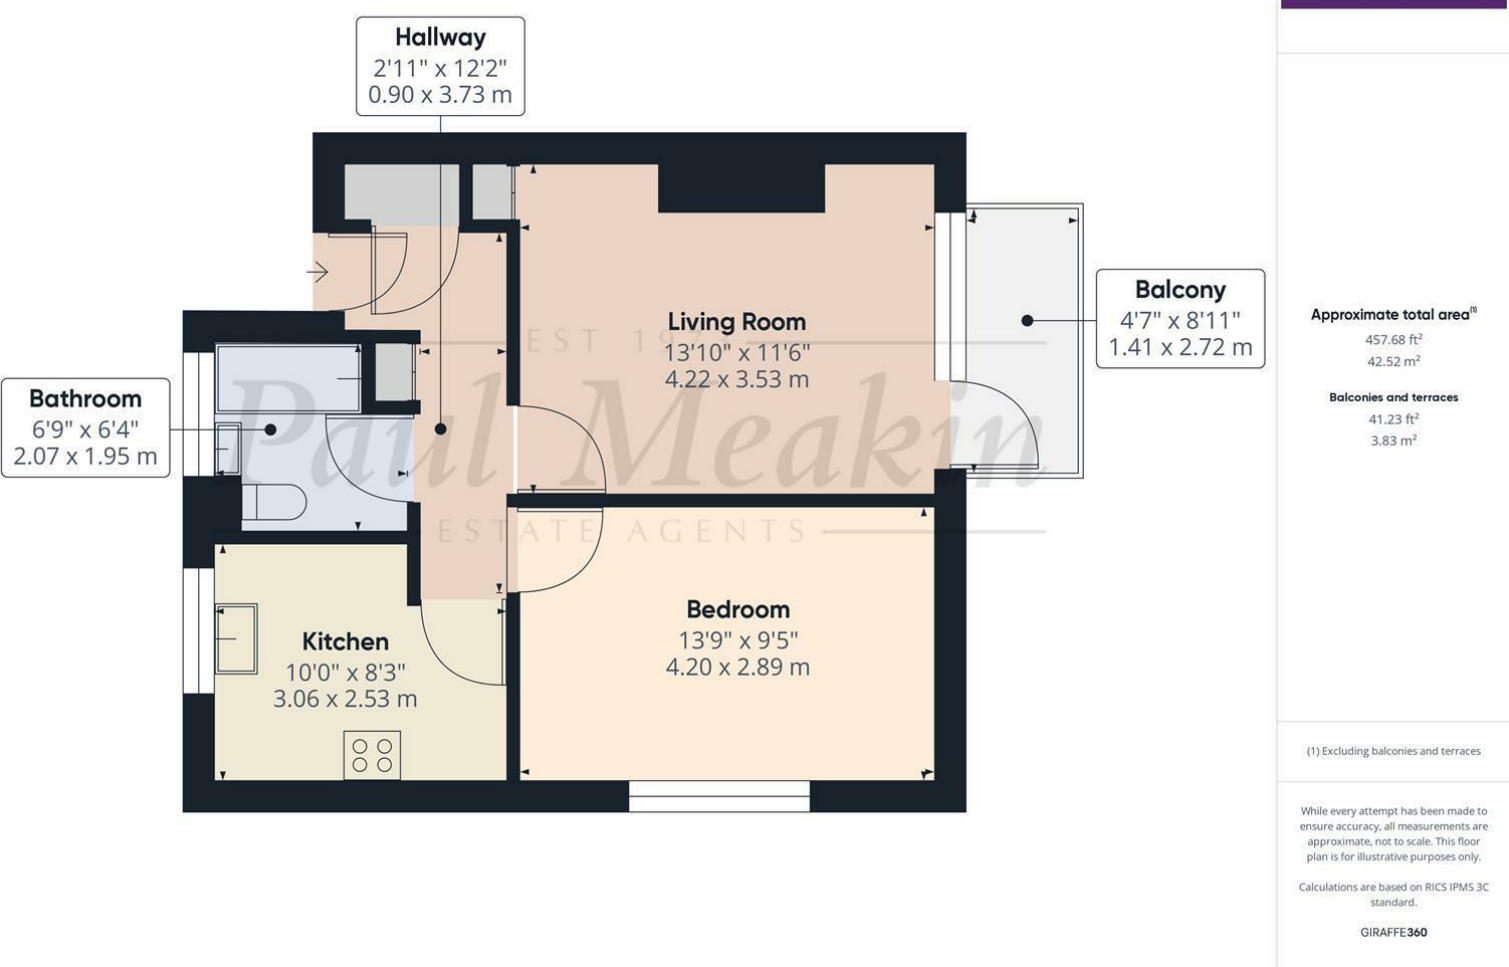 Hallway
2'11" x 12'2"
0.90 x 3.73 m
Living Room
13'10" x 11'6"
4.22 x 3.53 m
Balcony
4'7" x 8'11"
1.41 x 2.72 m
Bathroom
6'9" x 6'4"
2.07 x 1.95 m
EST 197
Paul Meakin
ESTATE AGENTS
Kitchen
10'0" x 8'3"
3.06 x 2.53 m
Bedroom
13'9" x 9'5"
4.20 x 2.89 m
Approximate total area(1)
457.68 ft²
42.52 m²
Balconies and terraces
41.23 ft²
3.83 m²
(1) Excluding balconies and terraces
While every attempt has been made to
ensure accuracy, all measurements are
approximate, not to scale. This floor
plan is for illustrative purposes only.
Calculations are based on RICS IPMS 3C
standard.
GIRAFFE360